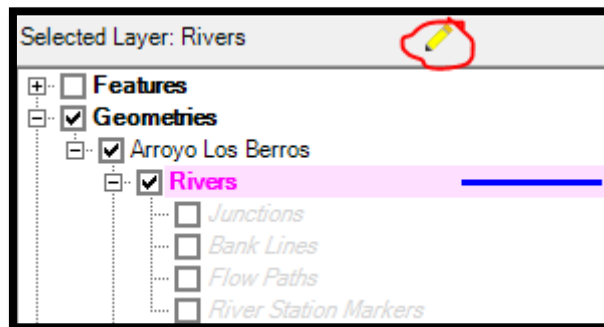 Selected Layer: Rivers
Features
Geometries
Arroyo Los Berros
Rivers
Junctions
Bank Lines
Flow Paths
River Station Markers